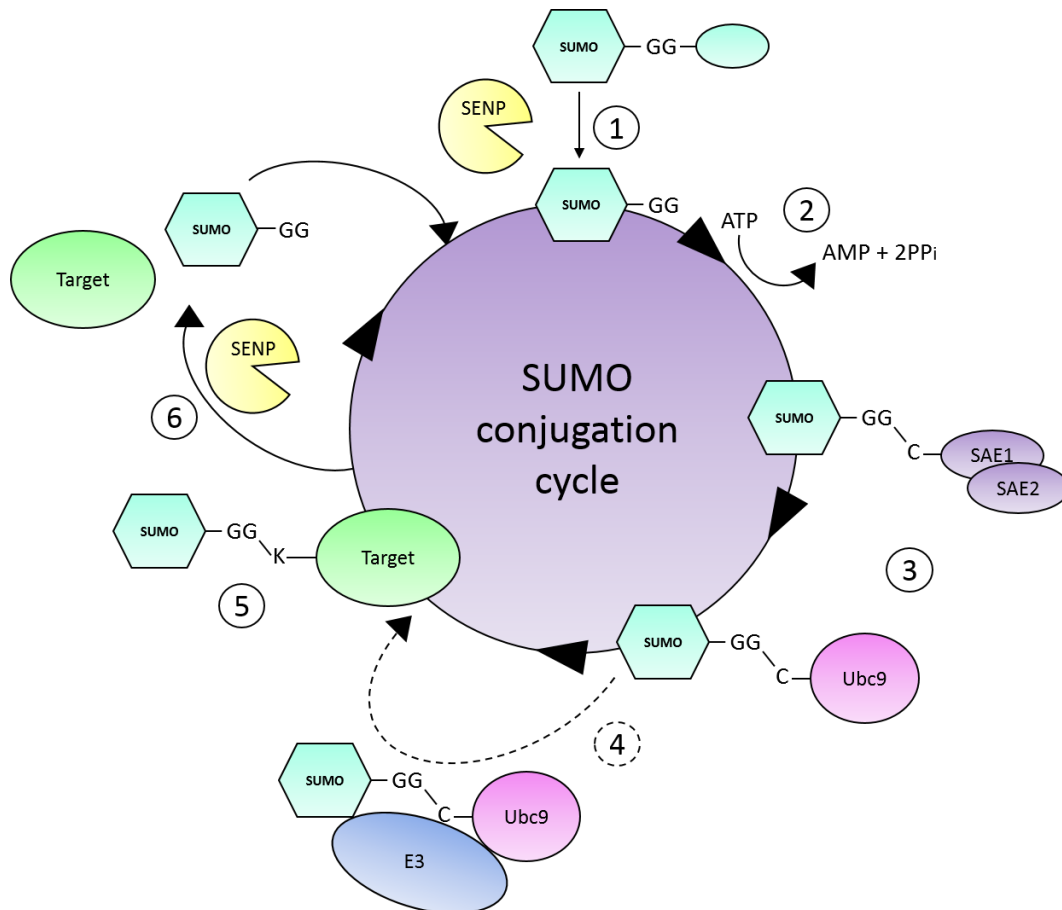 SUMO
GG
SENP
1
SUMO
GG
ATP
2
AMP + 2PPi
SUMO
GG
Target
SENP
6
SUMO
conjugation
cycle
SUMO
GG
C
SAE1
SAE2
SUMO
GG
K
Target
5
3
SUMO
GG
C
Ubc9
4
SUMO
GG
C
Ubc9
E3